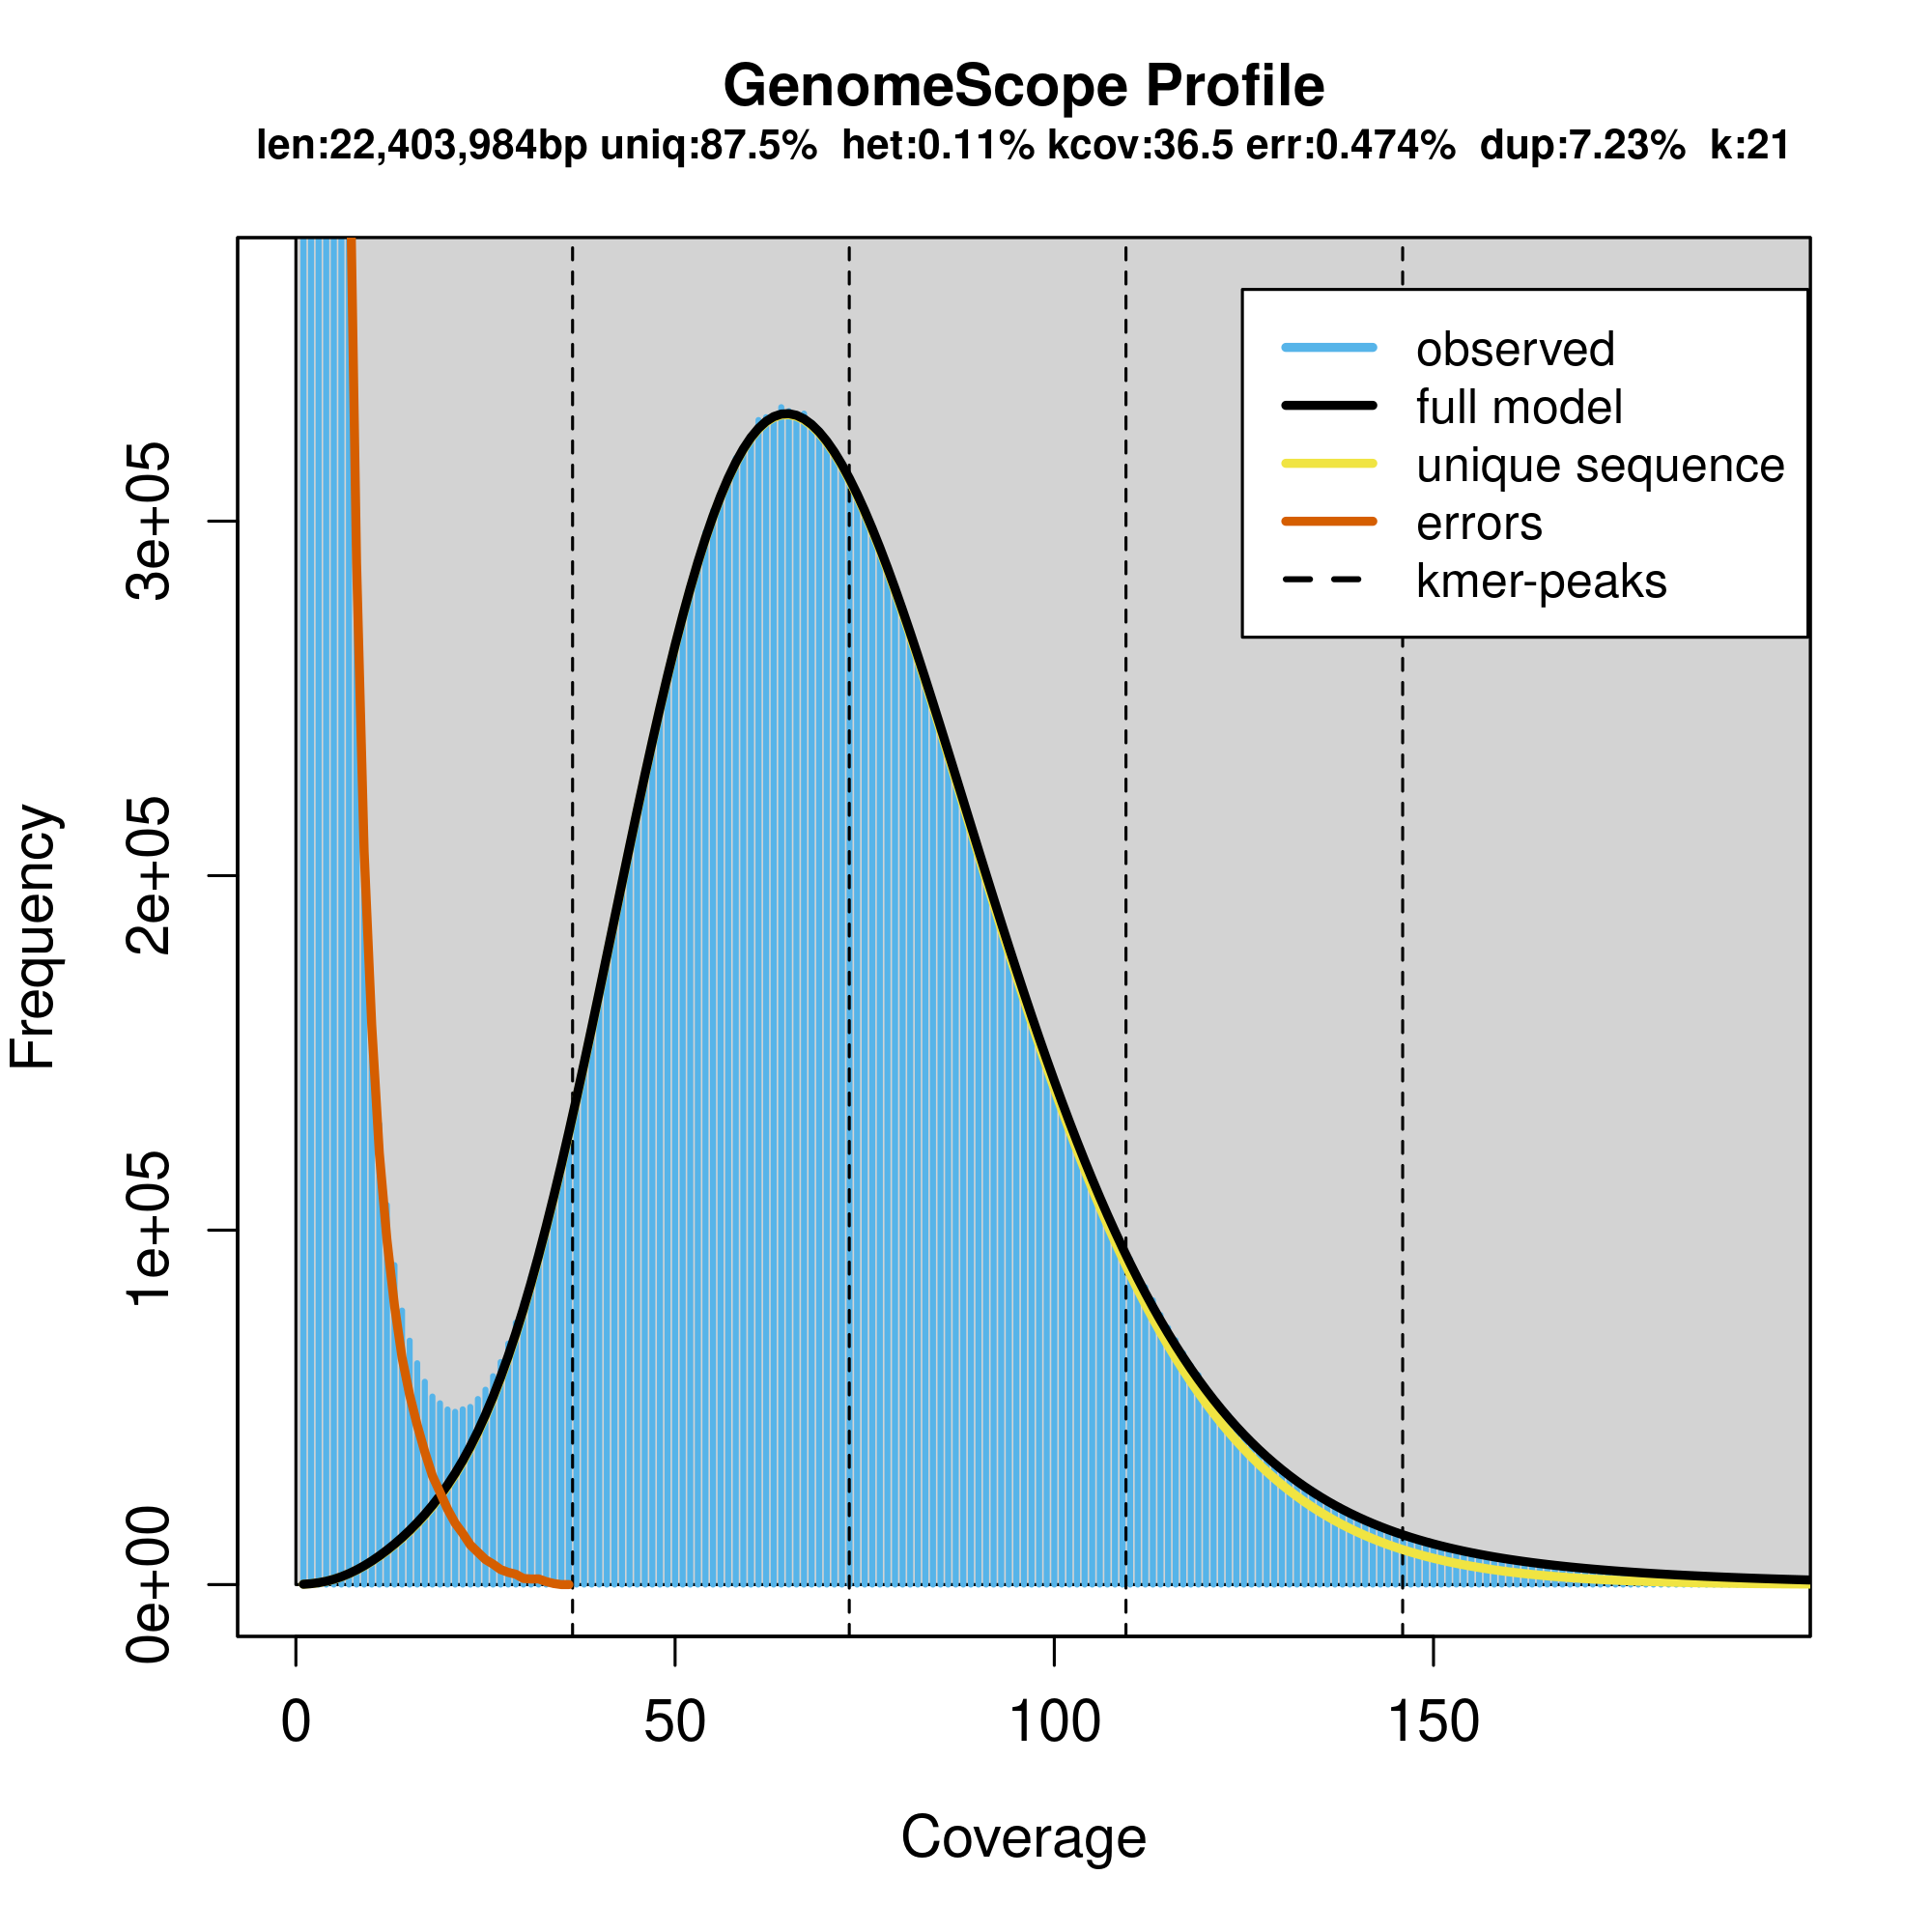 GenomeScope Profile
len:22,403,984bp uniq:87.5% het:0.11% kcov:36.5 err:0.474% dup:7.23% k:21
observed
full model
unique sequence
errors
kmer-peaks
Frequency
3e+05
2e+05
1e+05
0e+00
0 50 100 150
Coverage